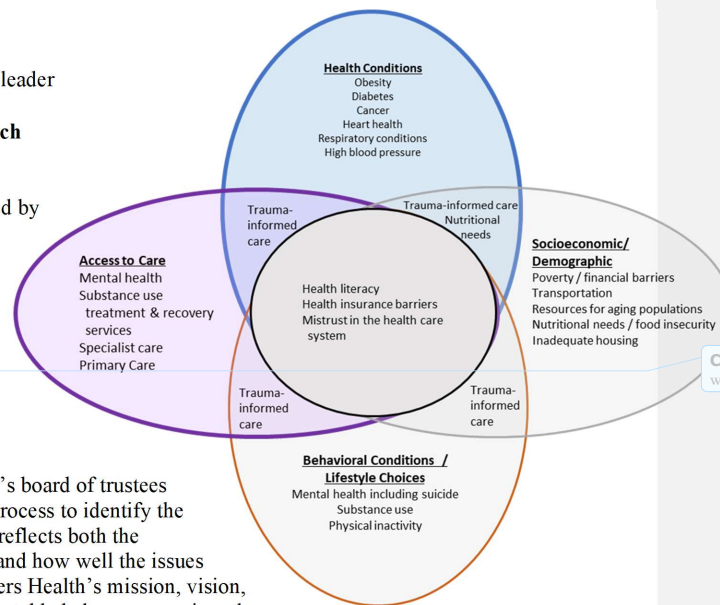 leader
ch
d by
Health Conditions
Obesity
Diabetes
Cancer
Heart health
Respiratory conditions
High blood pressure
Trauma-
informed
care
Trauma-informed care
Nutritional
needs
Access to Care
Mental health
Substance use
treatment & recovery
services
Specialist care
Primary Care
Health literacy
Health insurance barriers
Mistrust in the health care
system
Socioeconomic/
Demographic
Poverty / financial barriers
Transportation
Resources for aging populations
Nutritional needs / food insecurity
Inadequate housing
Trauma-
informed
care
Trauma-
informed
care
Behavioral Conditions /
Lifestyle Choices
Mental health including suicide
Substance use
Physical inactivity
's board of trustees
rocess to identify the
reflects both the
and how well the issues
ers Health's mission, vision,